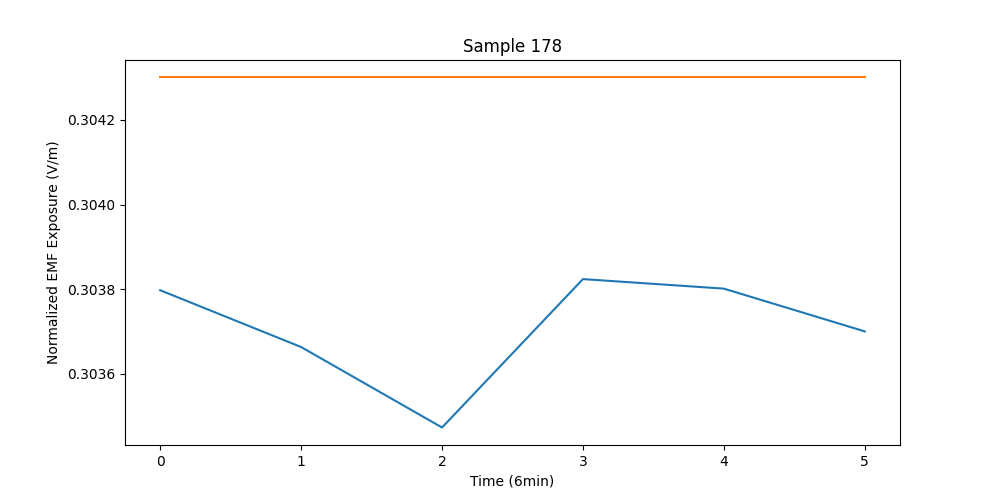 Sample 178
Normalized EMF Exposure (V/m)
0.3042
0.3040
0.3038
0.3036
0 1 2 3 4 5
Time (6min)